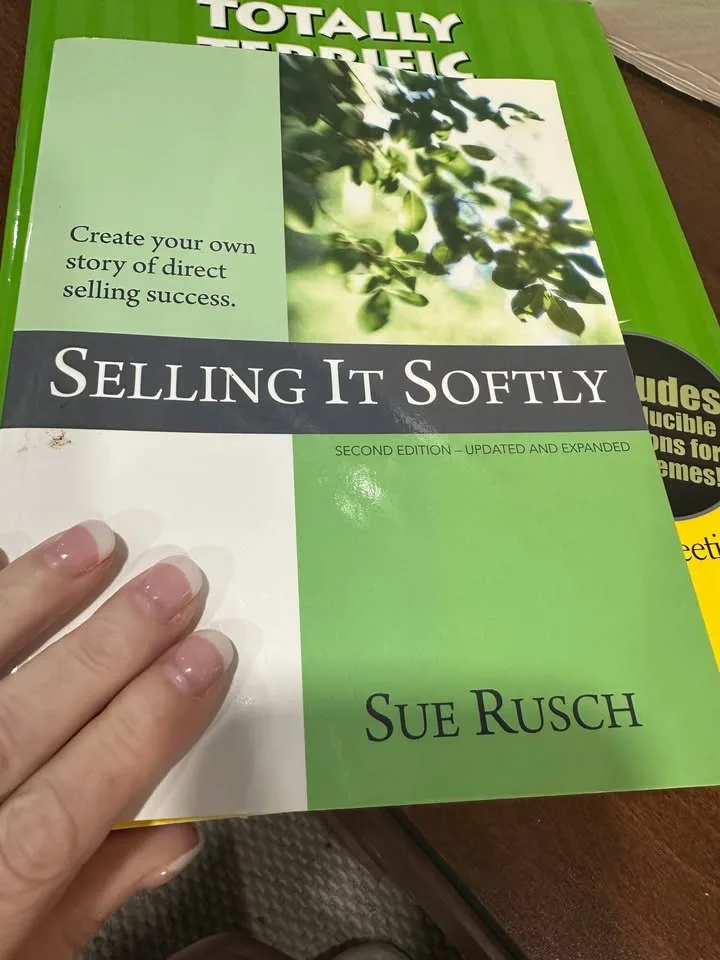 TOTALLY
TERRIFIC
Create your own
story of direct
selling success.
SELLING IT SOFTLY
SECOND EDITION – UPDATED AND EXPANDED
SUE RUSCH